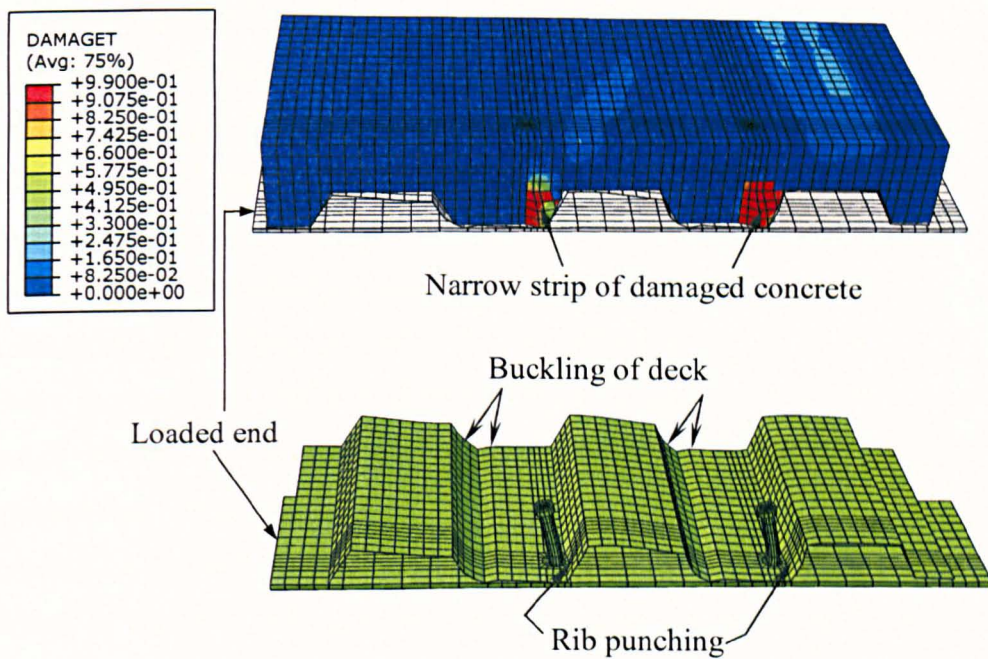 DAMAGET
(Avg: 75%)
+9.900e-01
+9.075e-01
+8.250e-01
+7.425e-01
+6.600e-01
+5.775e-01
+4.950e-01
+4.125e-01
+3.300e-01
+2.475e-01
+1.650e-01
+8.250e-02
+0.000e+00
Narrow strip of damaged concrete
Buckling of deck
Loaded end
Rib punching